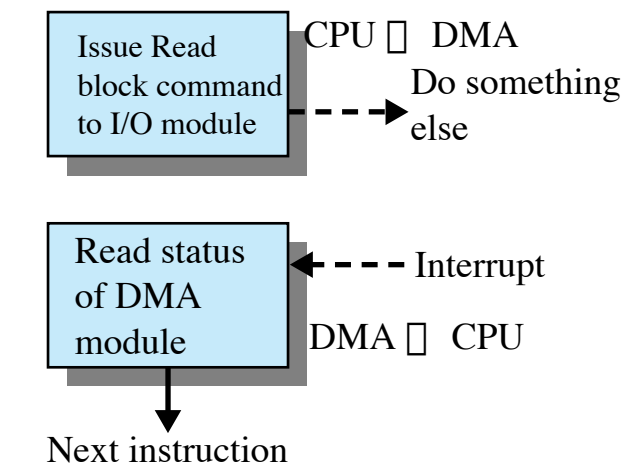 Issue Read
block command
to I/O module
CPU ▯ DMA
Do something
else
Read status
of DMA
module
Interrupt
DMA ▯ CPU
Next instruction